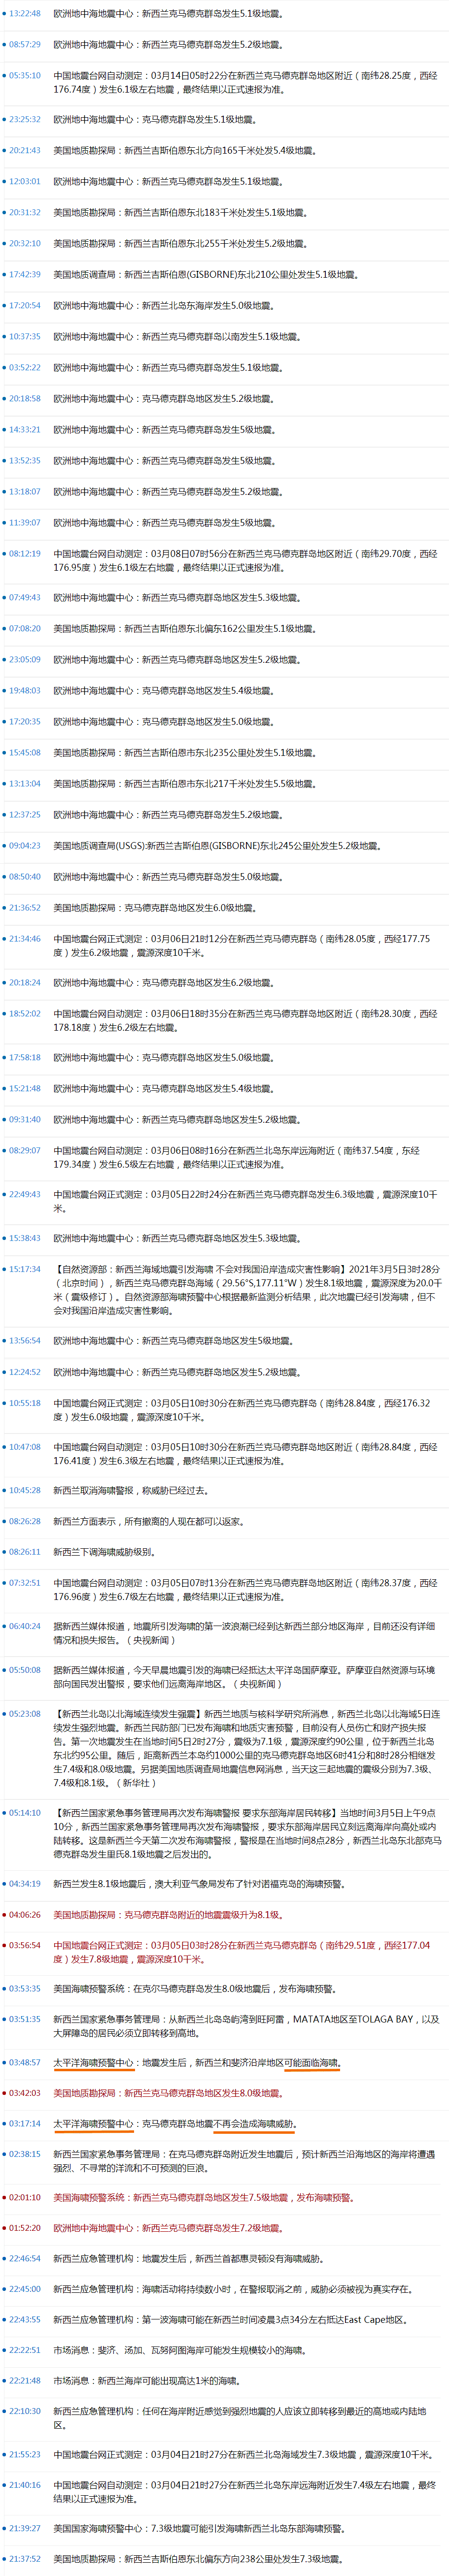 13:22:48 欧洲地中海地震中心：新西兰克马德克群岛发生5.1级地震。
08:57:29 欧洲地中海地震中心：新西兰克马德克群岛发生5.2级地震。
05:35:10 中国地震台网自动测定：03月14日05时22分在新西兰克马德克群岛地区附近（南纬28.25度，西经
176.74度）发生6.1级左右地震，最终结果以正式速报为准。
23:25:32 欧洲地中海地震中心：克马德克群岛发生5.1级地震。
20:21:43 美国地质勘探局：新西兰吉斯伯恩东北方向165千米处发5.4级地震。
12:03:01 欧洲地中海地震中心：新西兰克马德克群岛发生5.1级地震。
20:31:32 美国地质勘探局：新西兰吉斯伯恩东北183千米处发生5.1级地震。
20:32:10 美国地质勘探局：新西兰吉斯伯恩东北255千米处发生5.2级地震。
17:42:39 美国地质调查局：新西兰吉斯伯恩(GISBORNE)东北210公里处发生5.1级地震。
17:20:54 欧洲地中海地震中心：新西兰北岛东海岸发生5.0级地震。
10:37:35 欧洲地中海地震中心：新西兰克马德克群岛以南发生5.1级地震。
03:52:22 欧洲地中海地震中心：新西兰克马德克群岛发生5.1级地震。
20:18:58 欧洲地中海地震中心：克马德克群岛地区发生5.2级地震。
14:33:21 欧洲地中海地震中心：新西兰克马德克群岛发生5级地震。
13:52:35 欧洲地中海地震中心：新西兰克马德克群岛发生5级地震。
13:18:07 欧洲地中海地震中心：新西兰克马德克群岛发生5.2级地震。
11:39:07 欧洲地中海地震中心：新西兰克马德克群岛发生5级地震。
08:12:19 中国地震台网自动测定：03月08日07时56分在新西兰克马德克群岛地区附近（南纬29.70度，西经
176.95度）发生6.1级左右地震，最终结果以正式速报为准。
07:49:43 欧洲地中海地震中心：新西兰克马德克群岛地区发生5.3级地震。
07:08:20 美国地质勘探局：新西兰吉斯伯恩东北偏东162公里发生5.1级地震。
23:05:09 欧洲地中海地震中心：新西兰克马德克群岛地区发生5.2级地震。
19:48:03 欧洲地中海地震中心：克马德克群岛地区发生5.4级地震。
17:20:35 欧洲地中海地震中心：克马德克群岛地区发生5.0级地震。
15:45:08 美国地质勘探局：新西兰吉斯伯恩市东北235公里处发生5.1级地震。
13:13:04 美国地质勘探局：新西兰吉斯伯恩市东北217千米处发生5.5级地震。
12:37:25 欧洲地中海地震中心：新西兰克马德克群岛发生5.2级地震。
09:04:23 美国地质调查局(USGS):新西兰吉斯伯恩(GISBORNE)东北245公里处发生5.2级地震。
08:50:40 欧洲地中海地震中心：新西兰克马德克群岛发生5.0级地震。
21:36:52 美国地质勘探局：克马德克群岛地区发生6.0级地震。
21:34:46 中国地震台网正式测定：03月06日21时12分在新西兰克马德克群岛（南纬28.05度，西经177.75
度）发生6.2级地震，震源深度10千米。
20:18:24 欧洲地中海地震中心：克马德克群岛地区发生6.2级地震。
18:52:02 中国地震台网自动测定：03月06日18时35分在新西兰克马德克群岛地区附近（南纬28.30度，西经
178.18度）发生6.2级左右地震。
17:58:18 欧洲地中海地震中心：克马德克群岛地区发生5.0级地震。
15:21:48 欧洲地中海地震中心：克马德克群岛地区发生5.4级地震。
09:31:40 欧洲地中海地震中心：新西兰克马德克群岛地区发生5.2级地震。
08:29:07 中国地震台网自动测定：03月06日08时16分在新西兰北岛东岸远海附近（南纬37.54度，东经
179.34度）发生6.5级左右地震，最终结果以正式速报为准。
22:49:43 中国地震台网正式测定：03月05日22时24分在新西兰克马德克群岛发生6.3级地震，震源深度10千
米。
15:38:43 欧洲地中海地震中心：新西兰克马德克群岛地区发生5.3级地震。
15:17:34 【自然资源部：新西兰海域地震引发海啸 不会对我国沿岸造成灾害性影响】2021年3月5日3时28分
（北京时间），新西兰克马德克群岛海域（29.56°S,177.11°W）发生8.1级地震，震源深度为20.0千
米（震级修订）。自然资源部海啸预警中心根据最新监测分析结果，此次地震已经引发海啸，但不
会对我国沿岸造成灾害性影响。
13:56:54 欧洲地中海地震中心：新西兰克马德克群岛地区发生5级地震。
12:24:52 欧洲地中海地震中心：新西兰克马德克群岛地区发生5.2级地震。
10:55:18 中国地震台网正式测定：03月05日10时30分在新西兰克马德克群岛（南纬28.84度，西经176.32
度）发生6.0级地震，震源深度10千米。
10:47:08 中国地震台网自动测定：03月05日10时30分在新西兰克马德克群岛地区附近（南纬28.84度，西经
176.41度）发生6.3级左右地震，最终结果以正式速报为准。
10:45:28 新西兰取消海啸警报，称威胁已经过去。
08:26:28 新西兰方面表示，所有撤离的人现在都可以返家。
08:26:11 新西兰下调海啸威胁级别。
07:32:51 中国地震台网自动测定：03月05日07时13分在新西兰克马德克群岛地区附近（南纬28.37度，西经
176.96度）发生6.7级左右地震，最终结果以正式速报为准。
06:40:24 据新西兰媒体报道，地震所引发海啸的第一波浪潮已经到达新西兰部分地区海岸，目前还没有详细
情况和损失报告。（央视新闻）
05:50:08 据新西兰媒体报道，今天早晨地震引发的海啸已经抵达太平洋岛国萨摩亚。萨摩亚自然资源与环境
部向国民发出警报，要求他们远离海岸地区。（央视新闻）
05:23:08 【新西兰北岛以北海域连续发生强震】新西兰地质与核科学研究所消息，新西兰北岛以北海域5日连
续发生强烈地震。新西兰民防部门已发布海啸和地质灾害预警，目前没有人员伤亡和财产损失报
告。第一次地震发生在当地时间5日2时27分，震级为7.1级，震源深度约90公里，位于新西兰北岛
东北约95公里。随后，距离新西兰本岛约1000公里的克马德克群岛地区6时41分和8时28分相继发
生7.4级和8.0级地震。另据美国地质调查局地震信息网消息，当天这三起地震的震级分别为7.3级、
7.4级和8.1级。（新华社）
05:14:10 【新西兰国家紧急事务管理局再次发布海啸警报 要求东部海岸居民转移】当地时间3月5日上午9点
10分，新西兰国家紧急事务管理局再次发布海啸警报，要求东部海岸居民立刻远离海岸向高处或内
陆转移。这是新西兰今天第二次发布海啸警报，警报是在当地时间8点28分，新西兰北岛东北部克马
德克群岛发生里氏8.1级地震之后发出的。
04:34:19 新西兰发生8.1级地震后，澳大利亚气象局发布了针对诺福克岛的海啸预警。
04:06:26 美国地质勘探局：克马德克群岛附近的地震震级升为8.1级。
03:56:54 中国地震台网正式测定：03月05日03时28分在新西兰克马德克群岛（南纬29.51度，西经177.04
度）发生7.8级地震，震源深度10千米。
03:53:35 美国海啸预警系统：在克尔马德克群岛发生8.0级地震后，发布海啸预警。
03:51:35 新西兰国家紧急事务管理局：从新西兰北岛岛屿湾到旺阿雷，MATATA地区至TOLAGA BAY，以及
大屏障岛的居民必须立即转移到高地。
03:48:57 太平洋海啸预警中心：地震发生后，新西兰和斐济沿岸地区可能面临海啸。
03:42:03 美国地质勘探局：新西兰克马德克群岛地区发生8.0级地震。
03:17:14 太平洋海啸预警中心：克马德克群岛地震不再会造成海啸威胁。
02:38:15 新西兰国家紧急事务管理局：在克马德克群岛附近发生地震后，预计新西兰沿海地区的海岸将遭遇
强烈、不寻常的洋流和不可预测的巨浪。
02:01:10 美国海啸预警系统：新西兰克马德克群岛地区发生7.5级地震，发布海啸预警。
01:52:20 欧洲地中海地震中心：新西兰克马德克群岛发生7.2级地震。
22:46:54 新西兰应急管理机构：地震发生后，新西兰首都惠灵顿没有海啸威胁。
22:45:00 新西兰应急管理机构：海啸活动将持续数小时，在警报取消之前，威胁必须被视为真实存在。
22:43:55 新西兰应急管理机构：第一波海啸可能在新西兰时间凌晨3点34分左右抵达East Cape地区。
22:22:51 市场消息：斐济、汤加、瓦努阿图海岸可能发生规模较小的海啸。
22:21:48 市场消息：新西兰海岸可能出现高达1米的海啸。
22:10:30 新西兰应急管理机构：任何在海岸附近感觉到强烈地震的人应该立即转移到最近的高地或内陆地
区。
21:55:23 中国地震台网正式测定：03月04日21时27分在新西兰北岛海域发生7.3级地震，震源深度10千米。
21:40:16 中国地震台网自动测定：03月04日21时27分在新西兰北岛东岸远海附近发生7.4级左右地震，最终
结果以正式速报为准。
21:39:27 美国国家海啸预警中心：7.3级地震可能引发海啸新西兰北岛东部海啸预警。
21:37:52 美国地质勘探局：新西兰吉斯伯恩东北偏东方向238公里处发生7.3级地震。